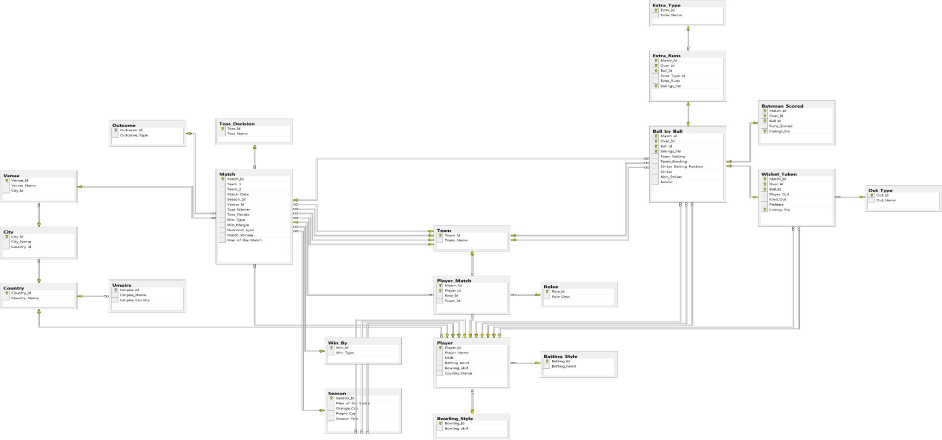 Extra_Type
Extra_Id
Extra_Name
Extra_Runs
Match_Id
Over_Id
Ball_Id
Extra_Type_Id
Extra_Runs
Innings_No
Batsman_Scored
Match_Id
Over_Id
Ball_Id
Runs_Scored
Innings_No
Outcome
Outcome_Id
Outcome_Type
Toss_Decision
Toss_Id
Toss_Name
Ball_by_Ball
Match_Id
Over_Id
Ball_Id
Innings_No
Team_Batting
Team_Bowling
Striker_Batting_Position
Striker
Non_Striker
Bowler
Venue
Venue_Id
Venue_Name
City_Id
Match
Match_Id
Team_1
Team_2
Match_Date
Season_Id
Venue_Id
Toss_Winner
Toss_Decide
Win_Type
Win_Margin
Outcome_type
Match_Winner
Man_of_the_Match
Wicket_Taken
Match_Id
Over_Id
Ball_Id
Player_Out
Kind_Out
Fielders
Innings_No
Out_Type
Out_Id
Out_Name
City
City_Id
City_Name
Country_id
Team
Team_Id
Team_Name
Country
Country_Id
Country_Name
Umpire
Umpire_Id
Umpire_Name
Umpire_Country
Player_Match
Match_Id
Player_Id
Role_Id
Team_Id
Rolee
Role_Id
Role_Desc
Win_By
Win_Id
Win_Type
Player
Player_Id
Player_Name
DOB
Batting_hand
Bowling_skill
Country_Name
Batting_Style
Batting_Id
Batting_hand
Season
Season_Id
Orange_Cap
Purple_Cap
Season_Year
Bowling_Style
Bowling_Id
Bowling_skill